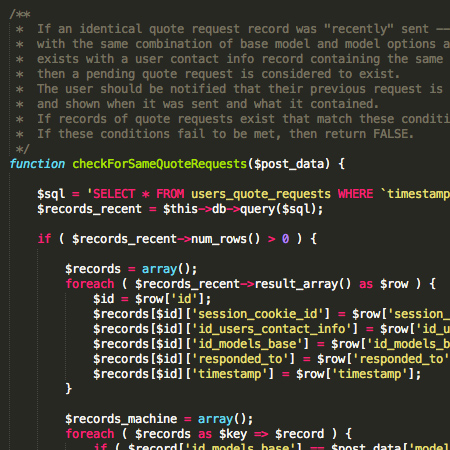 /**
 *  If an identical quote request record was "recently" sent --
 *  with the same combination of base model and model options a
 *  exists with a user contact info record containing the same
 *  then a pending quote request is considered to exist.
 *  The user should be notified that their previous request is
 *  and shown when it was sent and what it contained.
 *  If records of quote requests exist that match these conditi
 *  If these conditions fail to be met, then return FALSE.
 */
function checkForSameQuoteRequests($post_data) {
$sql = 'SELECT * FROM users_quote_requests WHERE `timestamp
$records_recent = $this->db->query($sql);
if ( $records_recent->num_rows() > 0 ) {
$records = array();
foreach ( $records_recent->result_array() as $row ) {
$id = $row['id'];
$records[$id]['session_cookie_id'] = $row['session_
$records[$id]['id_users_contact_info'] = $row['id_u
$records[$id]['id_models_base'] = $row['id_models_b
$records[$id]['responded_to'] = $row['responded_to'
$records[$id]['timestamp'] = $row['timestamp'];
}
$records_machine = array();
foreach ( $records as $key => $record ) {
if ( $record['id_models_base'] == $post_data['model